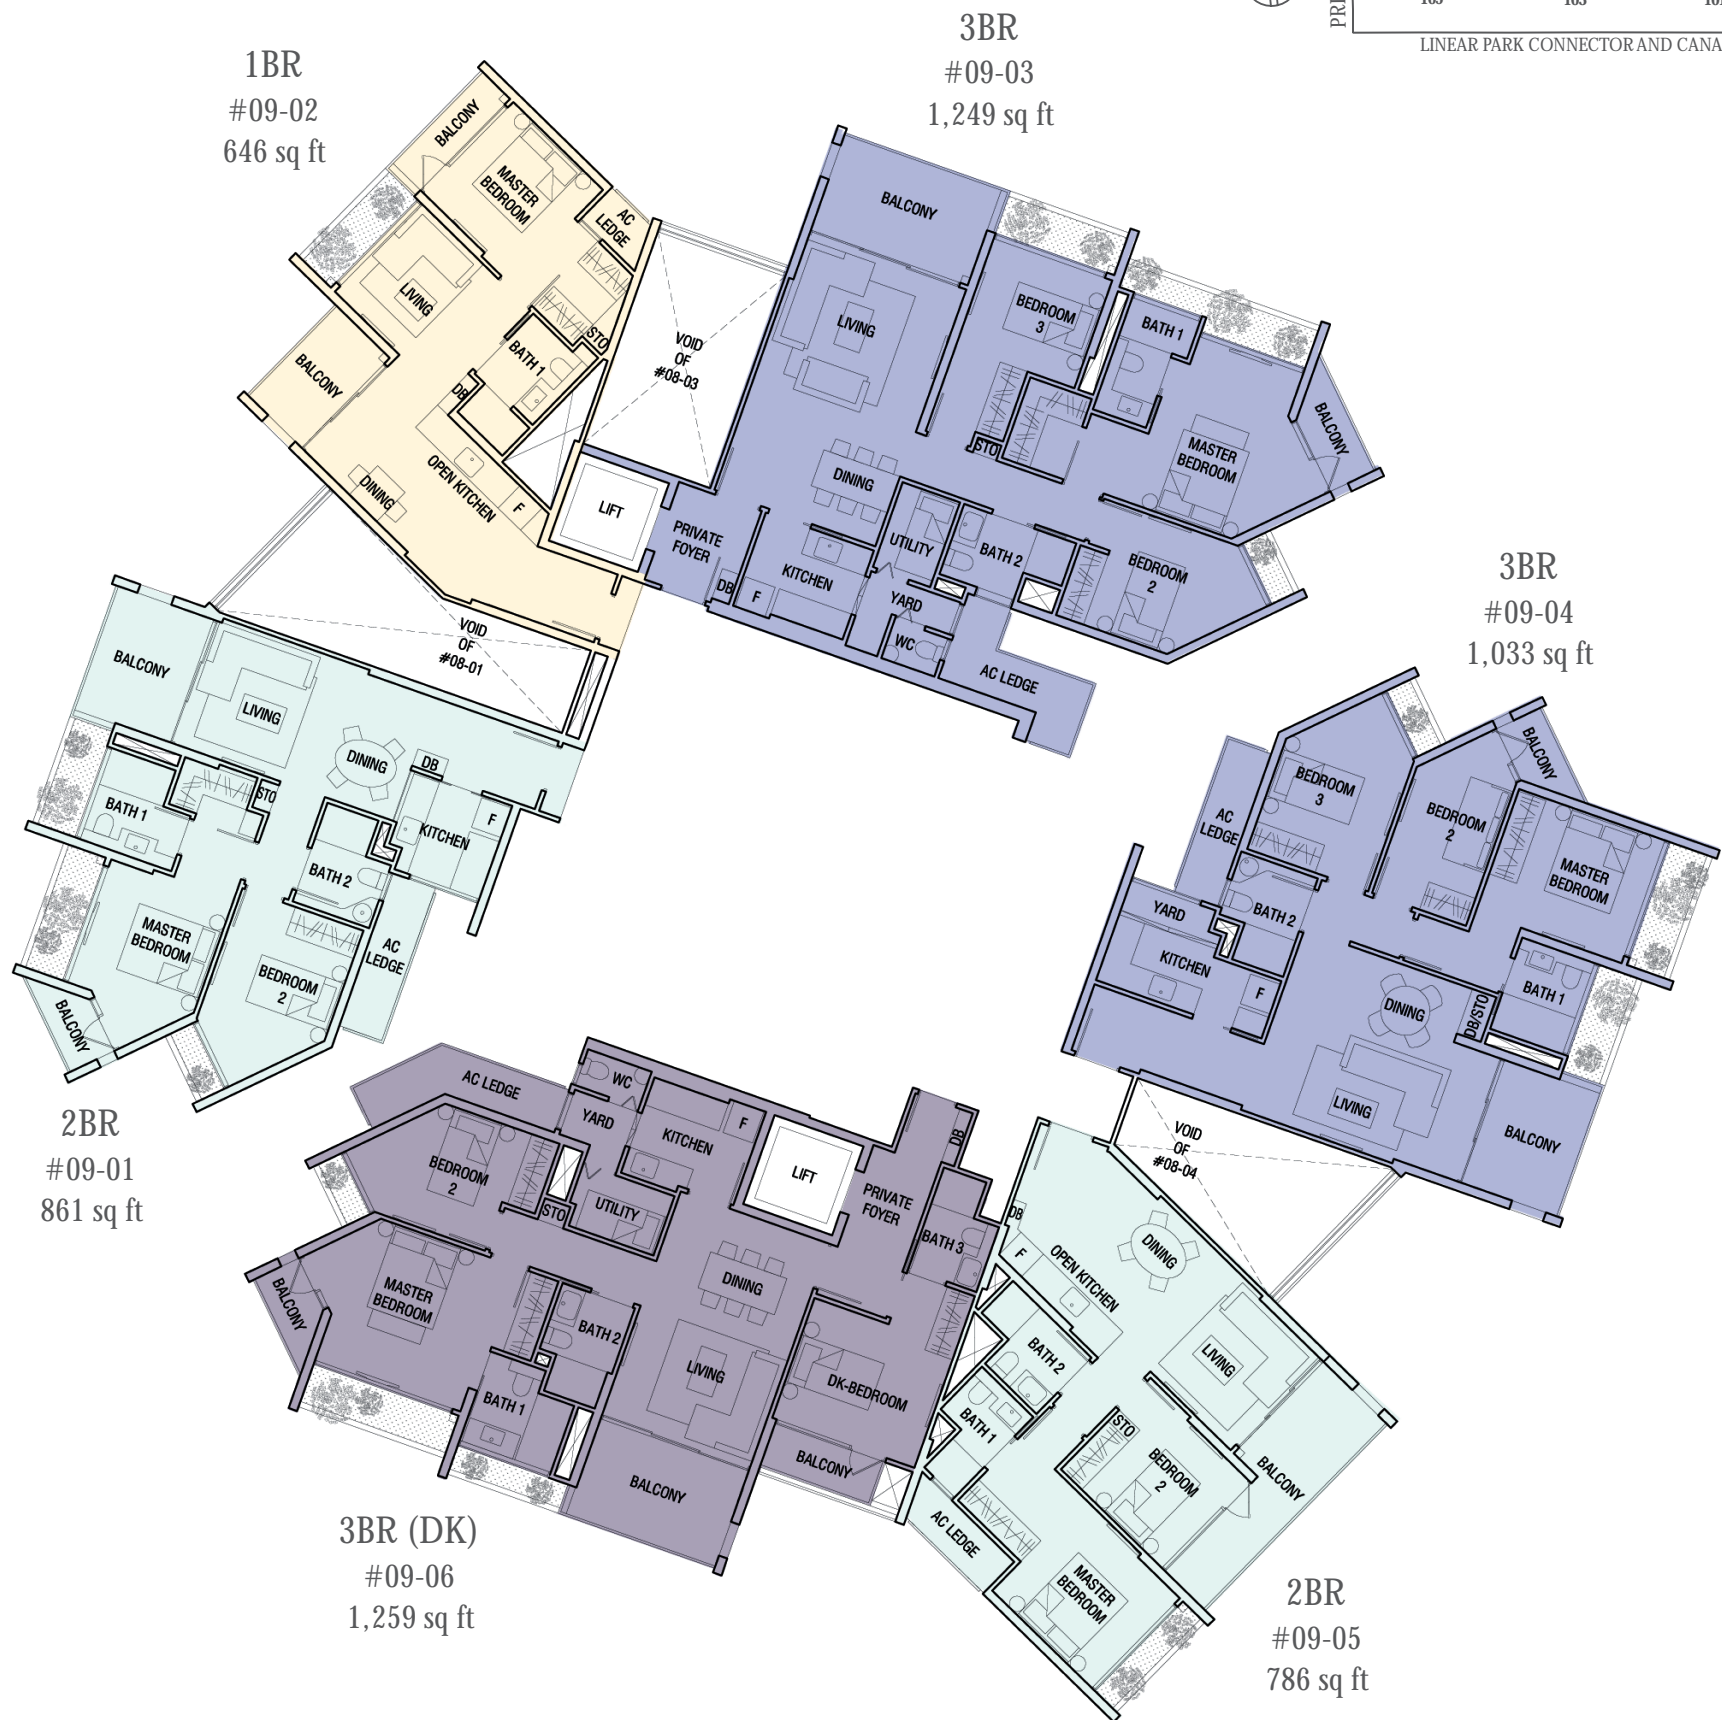 LINEAR PARK CONNECTOR AND CANA
1BR
#09-02
646 sq ft
BALCONY
MASTER
BEDROOM
AC
LEDGE
LIVING
STO
BATH 1
DB
BALCONY
OPEN KITCHEN
F
DINING
VOID
OF
#08-03
LIFT
3BR
#09-03
1,249 sq ft
BALCONY
LIVING
BEDROOM
3
BATH 1
BALCONY
MASTER
BEDROOM
STO
DINING
UTILITY
BATH 2
BEDROOM
2
PRIVATE
FOYER
DB
F
KITCHEN
YARD
WC
AC LEDGE
VOID
OF
#08-01
BALCONY
LIVING
DINING
DB
F
KITCHEN
STO
BATH 1
BATH 2
MASTER
BEDROOM
BEDROOM
2
AC
LEDGE
BALCONY
2BR
#09-01
861 sq ft
3BR
#09-04
1,033 sq ft
BALCONY
BEDROOM
3
BEDROOM
2
AC
LEDGE
MASTER
BEDROOM
YARD
BATH 2
KITCHEN
F
DINING
DB/STO
BATH 1
LIVING
BALCONY
VOID
OF
#08-04
AC LEDGE
WC
YARD
KITCHEN
F
LIFT
DB
PRIVATE
FOYER
BEDROOM
2
STO
UTILITY
BATH 3
BALCONY
MASTER
BEDROOM
DINING
BATH 2
LIVING
DK-BEDROOM
BATH 1
BALCONY
BALCONY
3BR (DK)
#09-06
1,259 sq ft
DB
F
OPEN KITCHEN
DINING
LIVING
BATH 2
BATH 1
STO
BEDROOM
2
BALCONY
AC LEDGE
MASTER
BEDROOM
2BR
#09-05
786 sq ft